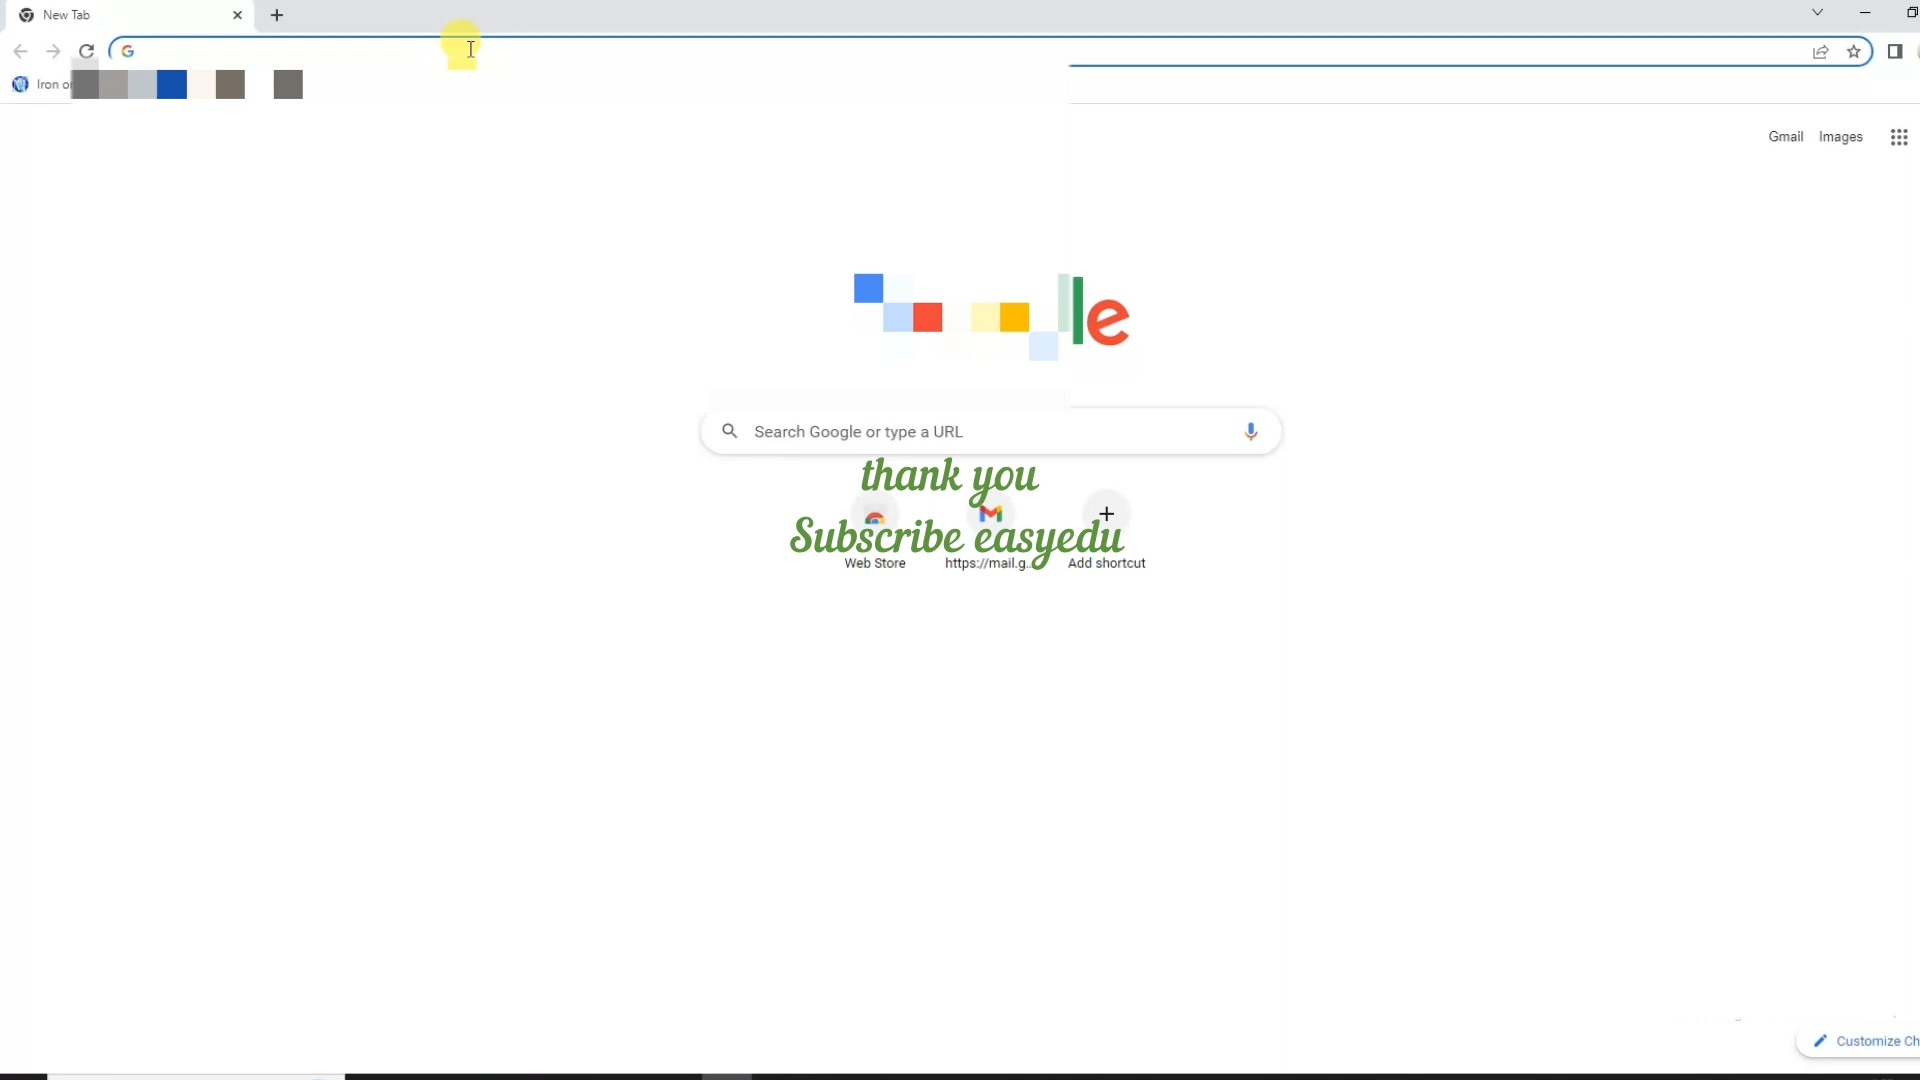 New Tab
Iron o
Gmail Images
le
Search Google or type a URL
thank you
Subscribe easyedu
Web Store https://mail.g... Add shortcut
Customize Ch